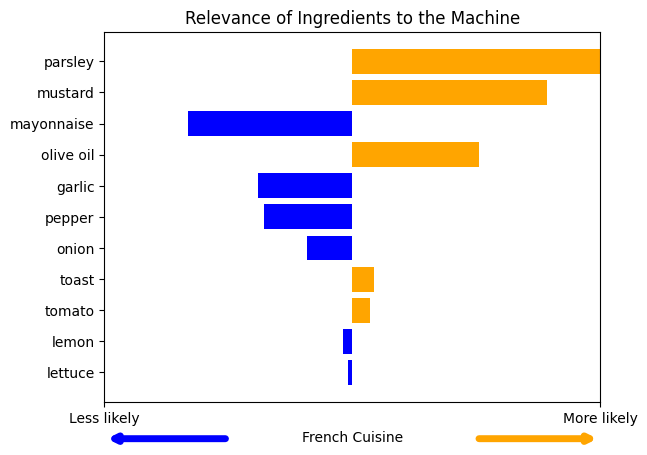 Relevance of Ingredients to the Machine
parsley
mustard
mayonnaise
olive oil
garlic
pepper
onion
toast
tomato
lemon
lettuce
Less likely
More likely
French Cuisine